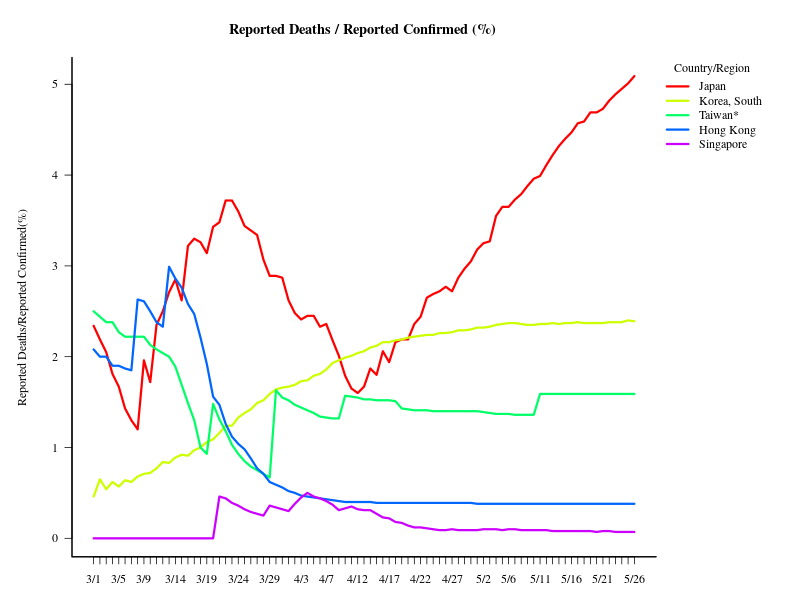 Reported Deaths / Reported Confirmed (%)
Country/Region
Japan
Korea, South
Taiwan*
Hong Kong
Singapore
Reported Deaths/Reported Confirmed(%)
5
4
3
2
1
0
3/1 3/5 3/9 3/14 3/19 3/24 3/29 4/3 4/7 4/12 4/17 4/22 4/27 5/2 5/6 5/11 5/16 5/21 5/26